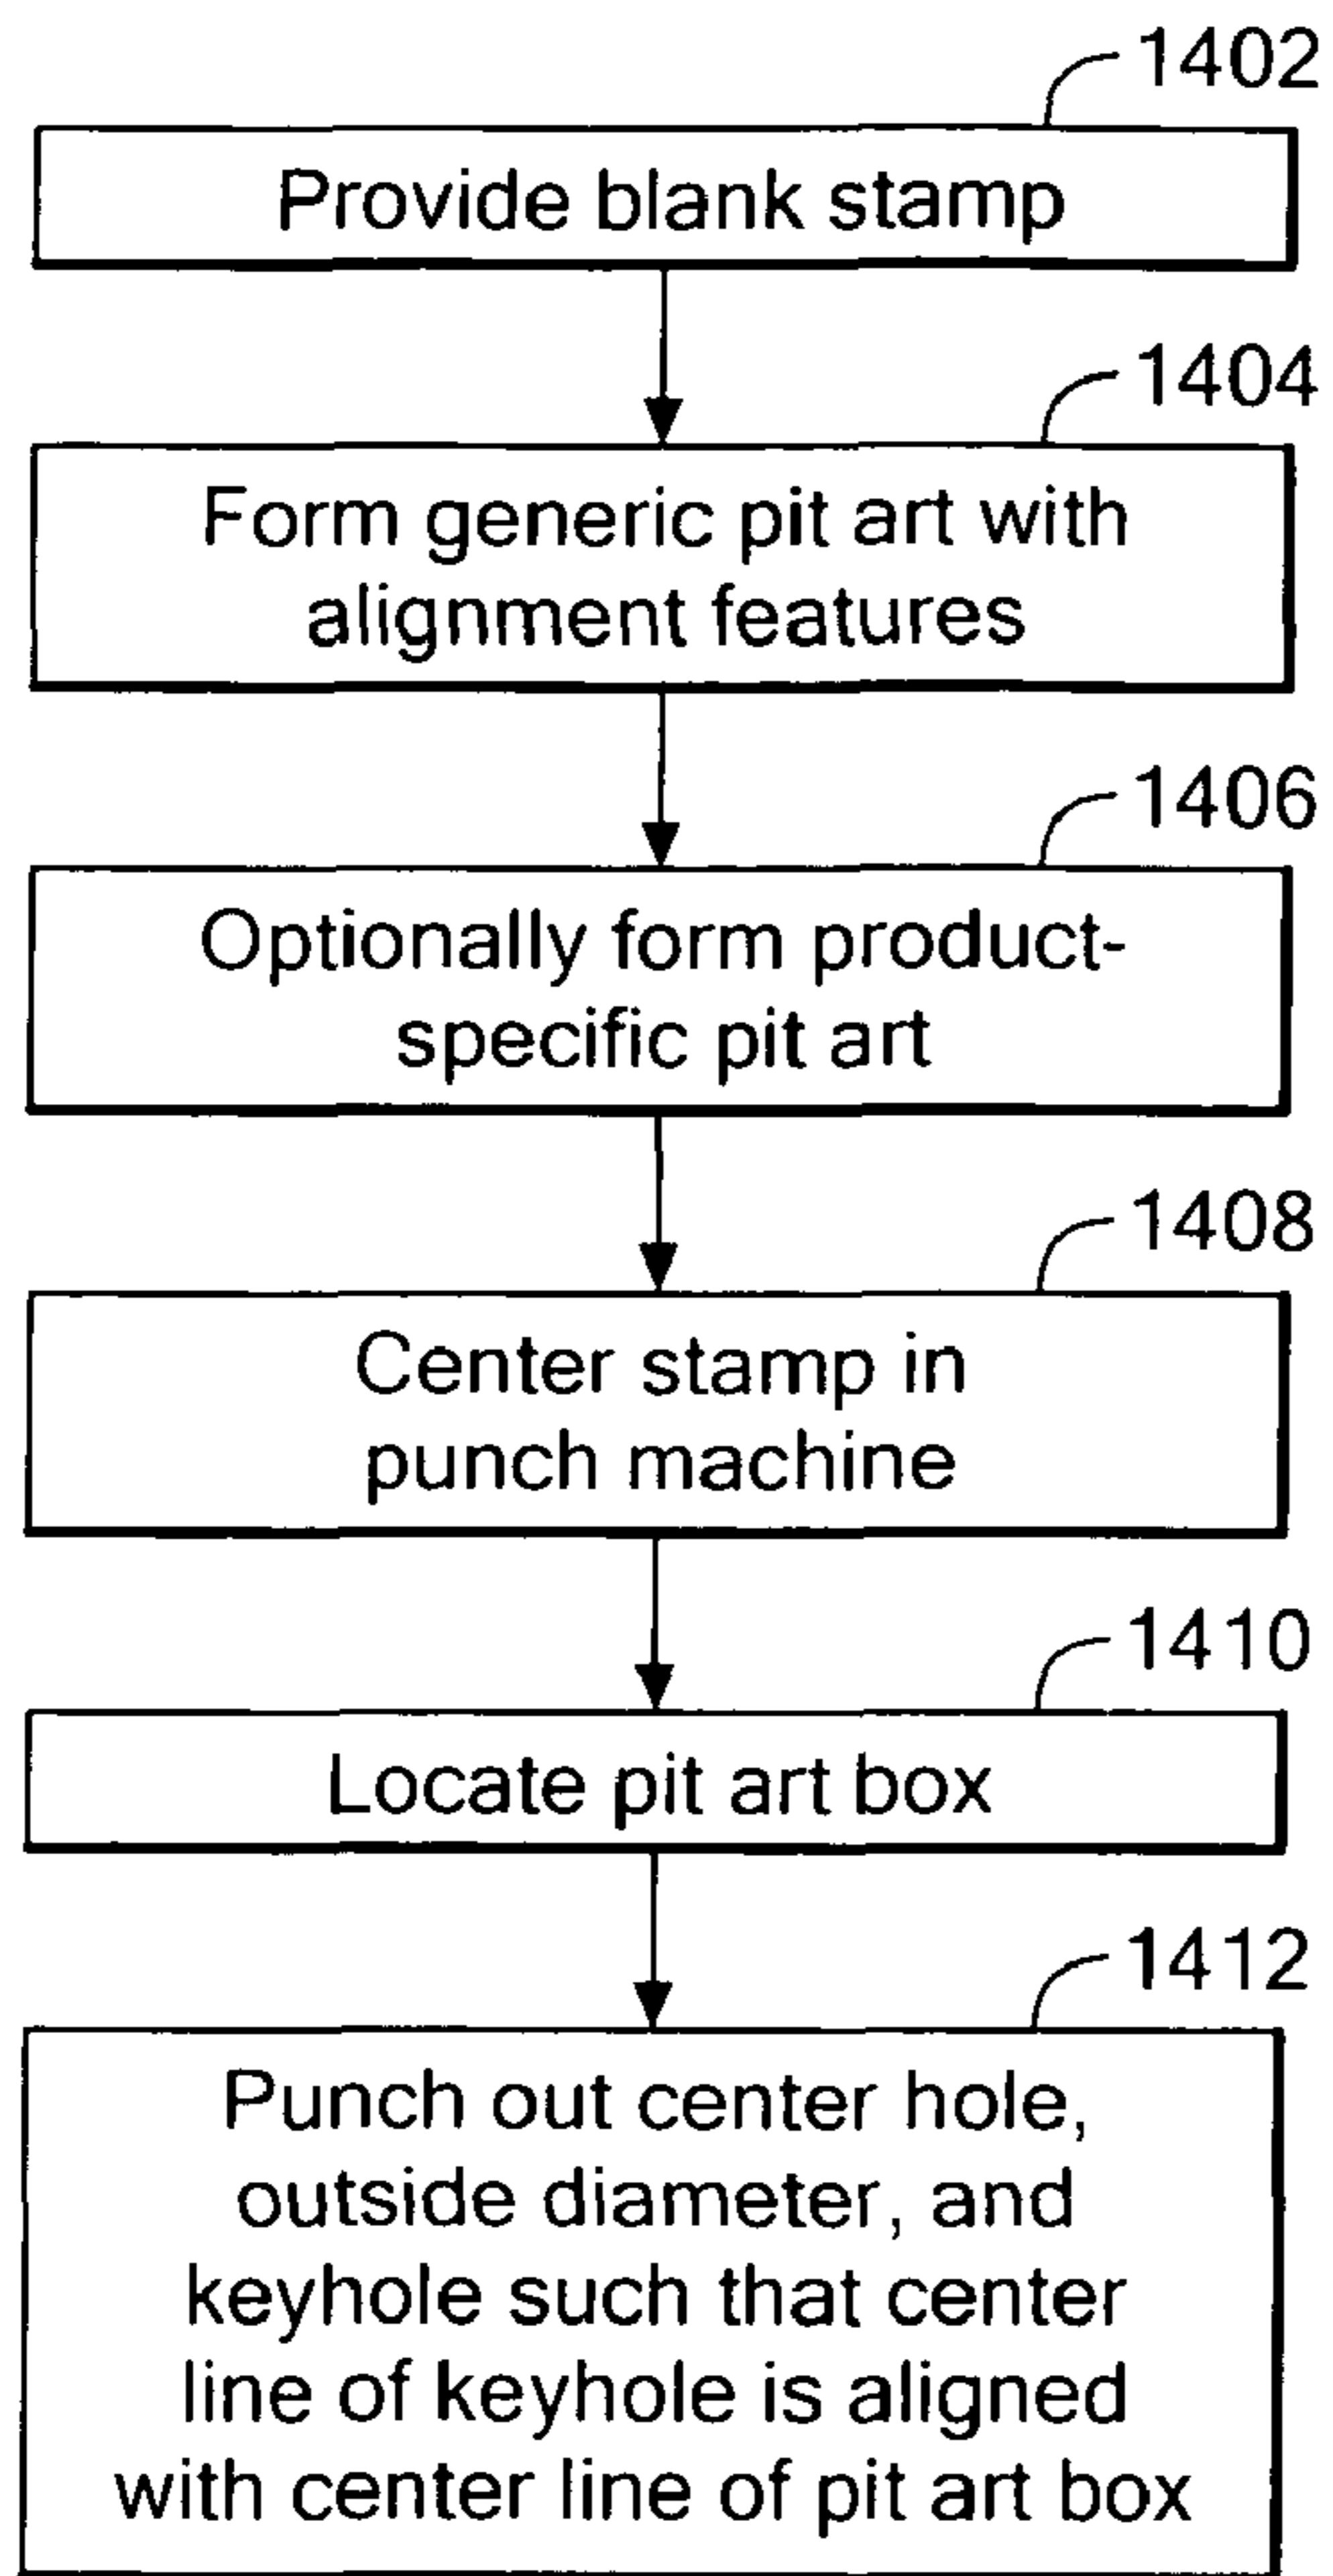 1402
Provide blank stamp
1404
Form generic pit art with
alignment features
1406
Optionally form product-
specific pit art
1408
Center stamp in
punch machine
1410
Locate pit art box
1412
Punch out center hole,
outside diameter, and
keyhole such that center
line of keyhole is aligned
with center line of pit art box